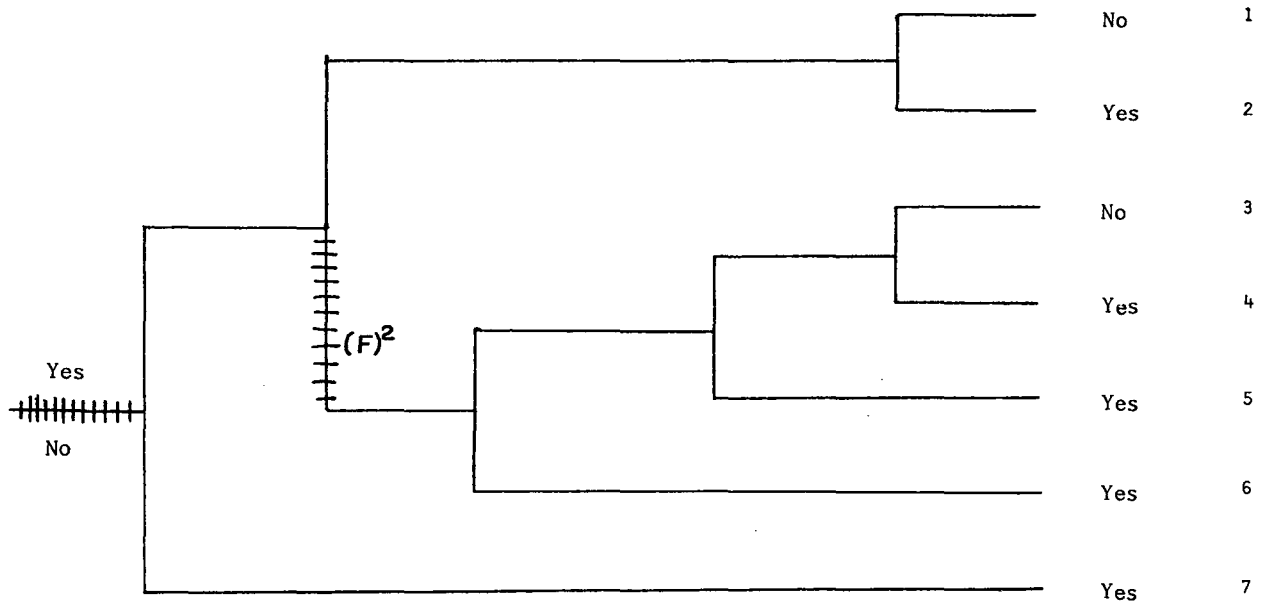 No 1
Yes 2
No 3
Yes 4
(F)²
Yes
No
Yes 5
Yes 6
Yes 7